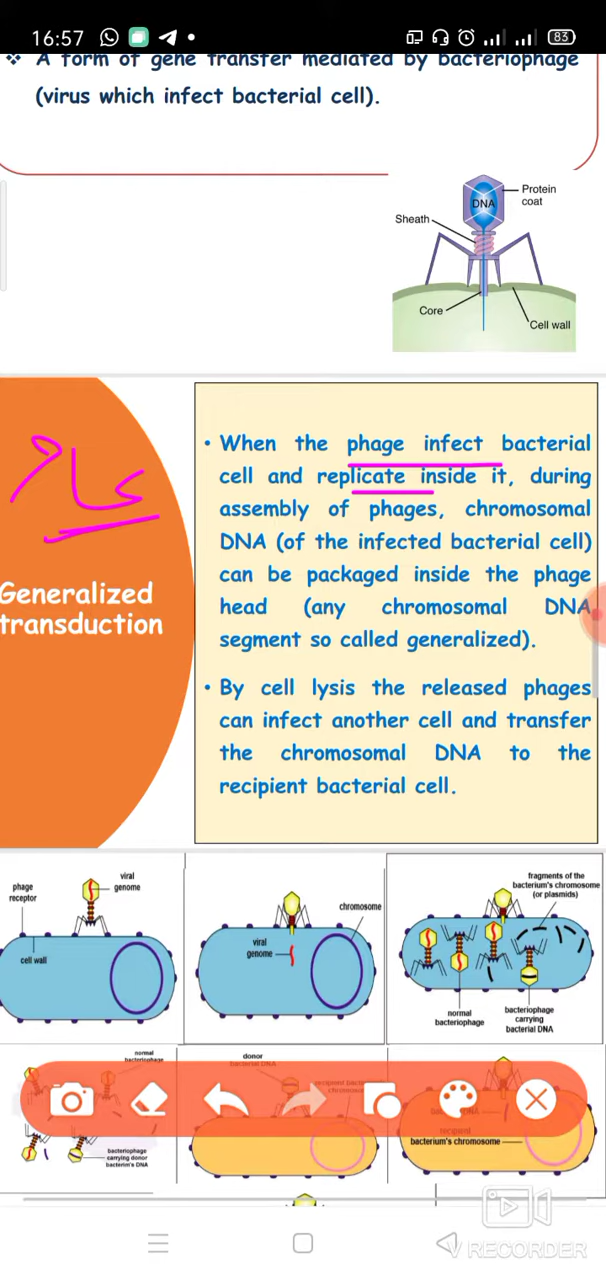 16:57
83
A form of gene transfer mediated by bacteriophage
(virus which infect bacterial cell).
DNA
Protein
coat
Sheath
Core
Cell wall
عام
Generalized
transduction
• When the phage infect bacterial
cell and replicate inside it, during
assembly of phages, chromosomal
DNA (of the infected bacterial cell)
can be packaged inside the phage
head (any chromosomal DNA
segment so called generalized).
• By cell lysis the released phages
can infect another cell and transfer
the chromosomal DNA to the
recipient bacterial cell.
phage
receptor
viral
genome
cell wall
chromosome
viral
genome
fragments of the
bacterium's chromosome
(or plasmids)
normal
bacteriophage
bacteriophage
carrying
bacterial DNA
normal
bacteriophage
bacteriophage
carrying donor
bacterium's DNA
donor
bacterial DNA
recipient
bacterium's chromosome
V RECORDER